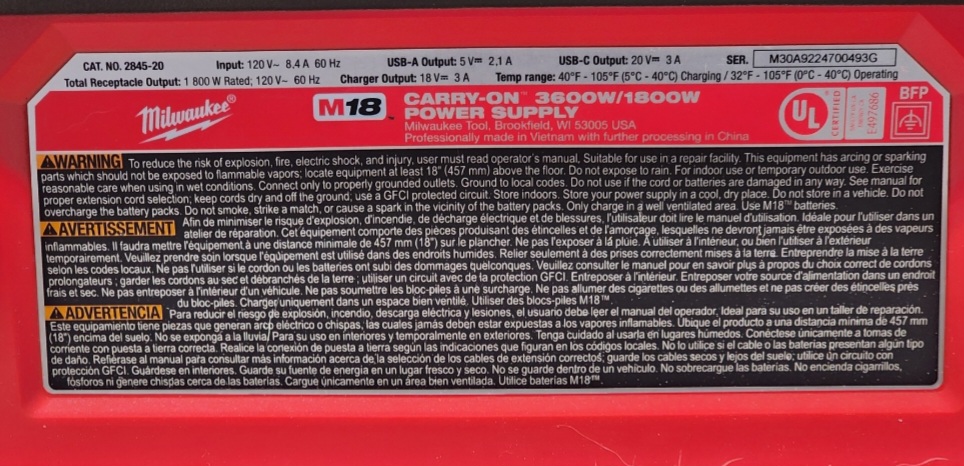 CAT. NO. 2845-20 Input: 120 V~ 8,4 A 60 Hz USB-A Output: 5 V⎓ 2,1 A USB-C Output: 20 V⎓ 3 A SER. M30A9224700493G
Total Receptacle Output: 1 800 W Rated; 120 V~ 60 Hz Charger Output: 18 V⎓ 3 A Temp range: 40°F - 105°F (5°C - 40°C) Charging / 32°F - 105°F (0°C - 40°C) Operating
Milwaukee®
M18™
CARRY-ON™ 3600W/1800W
POWER SUPPLY
Milwaukee Tool, Brookfield, WI 53005 USA
Professionally made in Vietnam with further processing in China
UL CERTIFIED
E497686
BFP
WARNING To reduce the risk of explosion, fire, electric shock, and injury, user must read operator's manual, Suitable for use in a repair facility. This equipment has arcing or sparking
parts which should not be exposed to flammable vapors; locate equipment at least 18" (457 mm) above the floor. Do not expose to rain. For indoor use or temporary outdoor use. Exercise
reasonable care when using in wet conditions. Connect only to properly grounded outlets. Ground to local codes. Do not use if the cord or batteries are damaged in any way. See manual for
proper extension cord selection; keep cords dry and off the ground; use a GFCI protected circuit. Store indoors. Store your power supply in a cool, dry place. Do not store in a vehicle. Do not
overcharge the battery packs. Do not smoke, strike a match, or cause a spark in the vicinity of the battery packs. Only charge in a well ventilated area. Use M18™ batteries.
AVERTISSEMENT Afin de minimiser le risque d'explosion, d'incendie, de décharge électrique et de blessures, l'utilisateur doit lire le manuel d'utilisation. Idéale pour l'utiliser dans un
atelier de réparation. Cet équipement comporte des pièces produisant des étincelles et de l'amorçage, lesquelles ne devront jamais être exposées à des vapeurs
inflammables. Il faudra mettre l'équipement à une distance minimale de 457 mm (18") sur le plancher. Ne pas l'exposer à la pluie. À utiliser à l'intérieur, ou bien l'utiliser à l'extérieur
temporairement. Veuillez prendre soin lorsque l'équipement est utilisé dans des endroits humides. Relier seulement à des prises correctement mises à la terre. Entreprendre la mise à la terre
selon les codes locaux. Ne pas l'utiliser si le cordon ou les batteries ont subi des dommages quelconques. Veuillez consulter le manuel pour en savoir plus à propos du choix correct de cordons
prolongateurs ; garder les cordons au sec et débranchés de la terre ; utiliser un circuit avec de la protection GFCI. Entreposer à l'intérieur. Entreposer votre source d'alimentation dans un endroit
frais et sec. Ne pas entreposer à l'intérieur d'un véhicule. Ne pas soumettre les bloc-piles à une surcharge. Ne pas allumer des cigarettes ou des allumettes et ne pas créer des étincelles près
du bloc-piles. Charger uniquement dans un espace bien ventilé. Utiliser des blocs-piles M18™.
ADVERTENCIA Para reducir el riesgo de explosión, incendio, descarga eléctrica y lesiones, el usuario debe leer el manual del operador, Ideal para su uso en un taller de reparación.
Este equipamiento tiene piezas que generan arco eléctrico o chispas, las cuales jamás deben estar expuestas a los vapores inflamables. Ubique el producto a una distancia mínima de 457 mm
(18") encima del suelo. No se exponga a la lluvia/ Para su uso en interiores y temporalmente en exteriores. Tenga cuidado al usarla en lugares húmedos. Conéctese únicamente a tomas de
corriente con puesta a tierra correcta. Realice la conexión de puesta a tierra según las indicaciones que figuran en los códigos locales. No lo utilice si el cable o las baterías presentan algún tipo
de daño. Refiérase al manual para consultar más información acerca de la selección de los cables de extensión correctos; guarde los cables secos y lejos del suelo; utilice un circuito con
protección GFCI. Guárdese en interiores. Guarde su fuente de energía en un lugar fresco y seco. No se guarde dentro de un vehículo. No sobrecargue las baterías. No encienda cigarrillos,
fósforos ni genere chispas cerca de las baterías. Cargue únicamente en un área bien ventilada. Utilice baterías M18™.